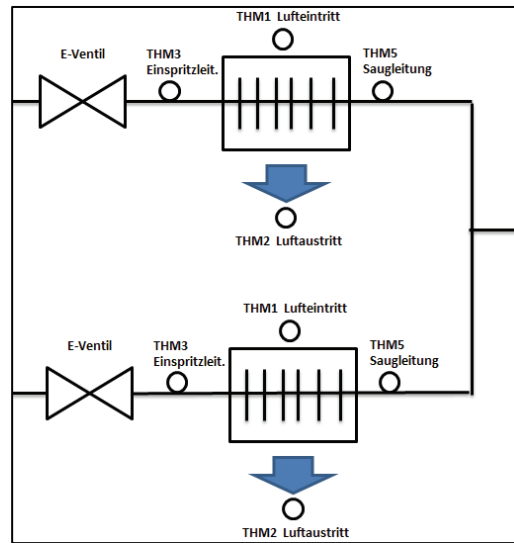 THM1 Lufteintritt
E-Ventil
THM3
Einspritzleit.
THM5
Saugleitung
THM2 Luftaustritt
THM1 Lufteintritt
E-Ventil
THM3
Einspritzleit.
THM5
Saugleitung
THM2 Luftaustritt